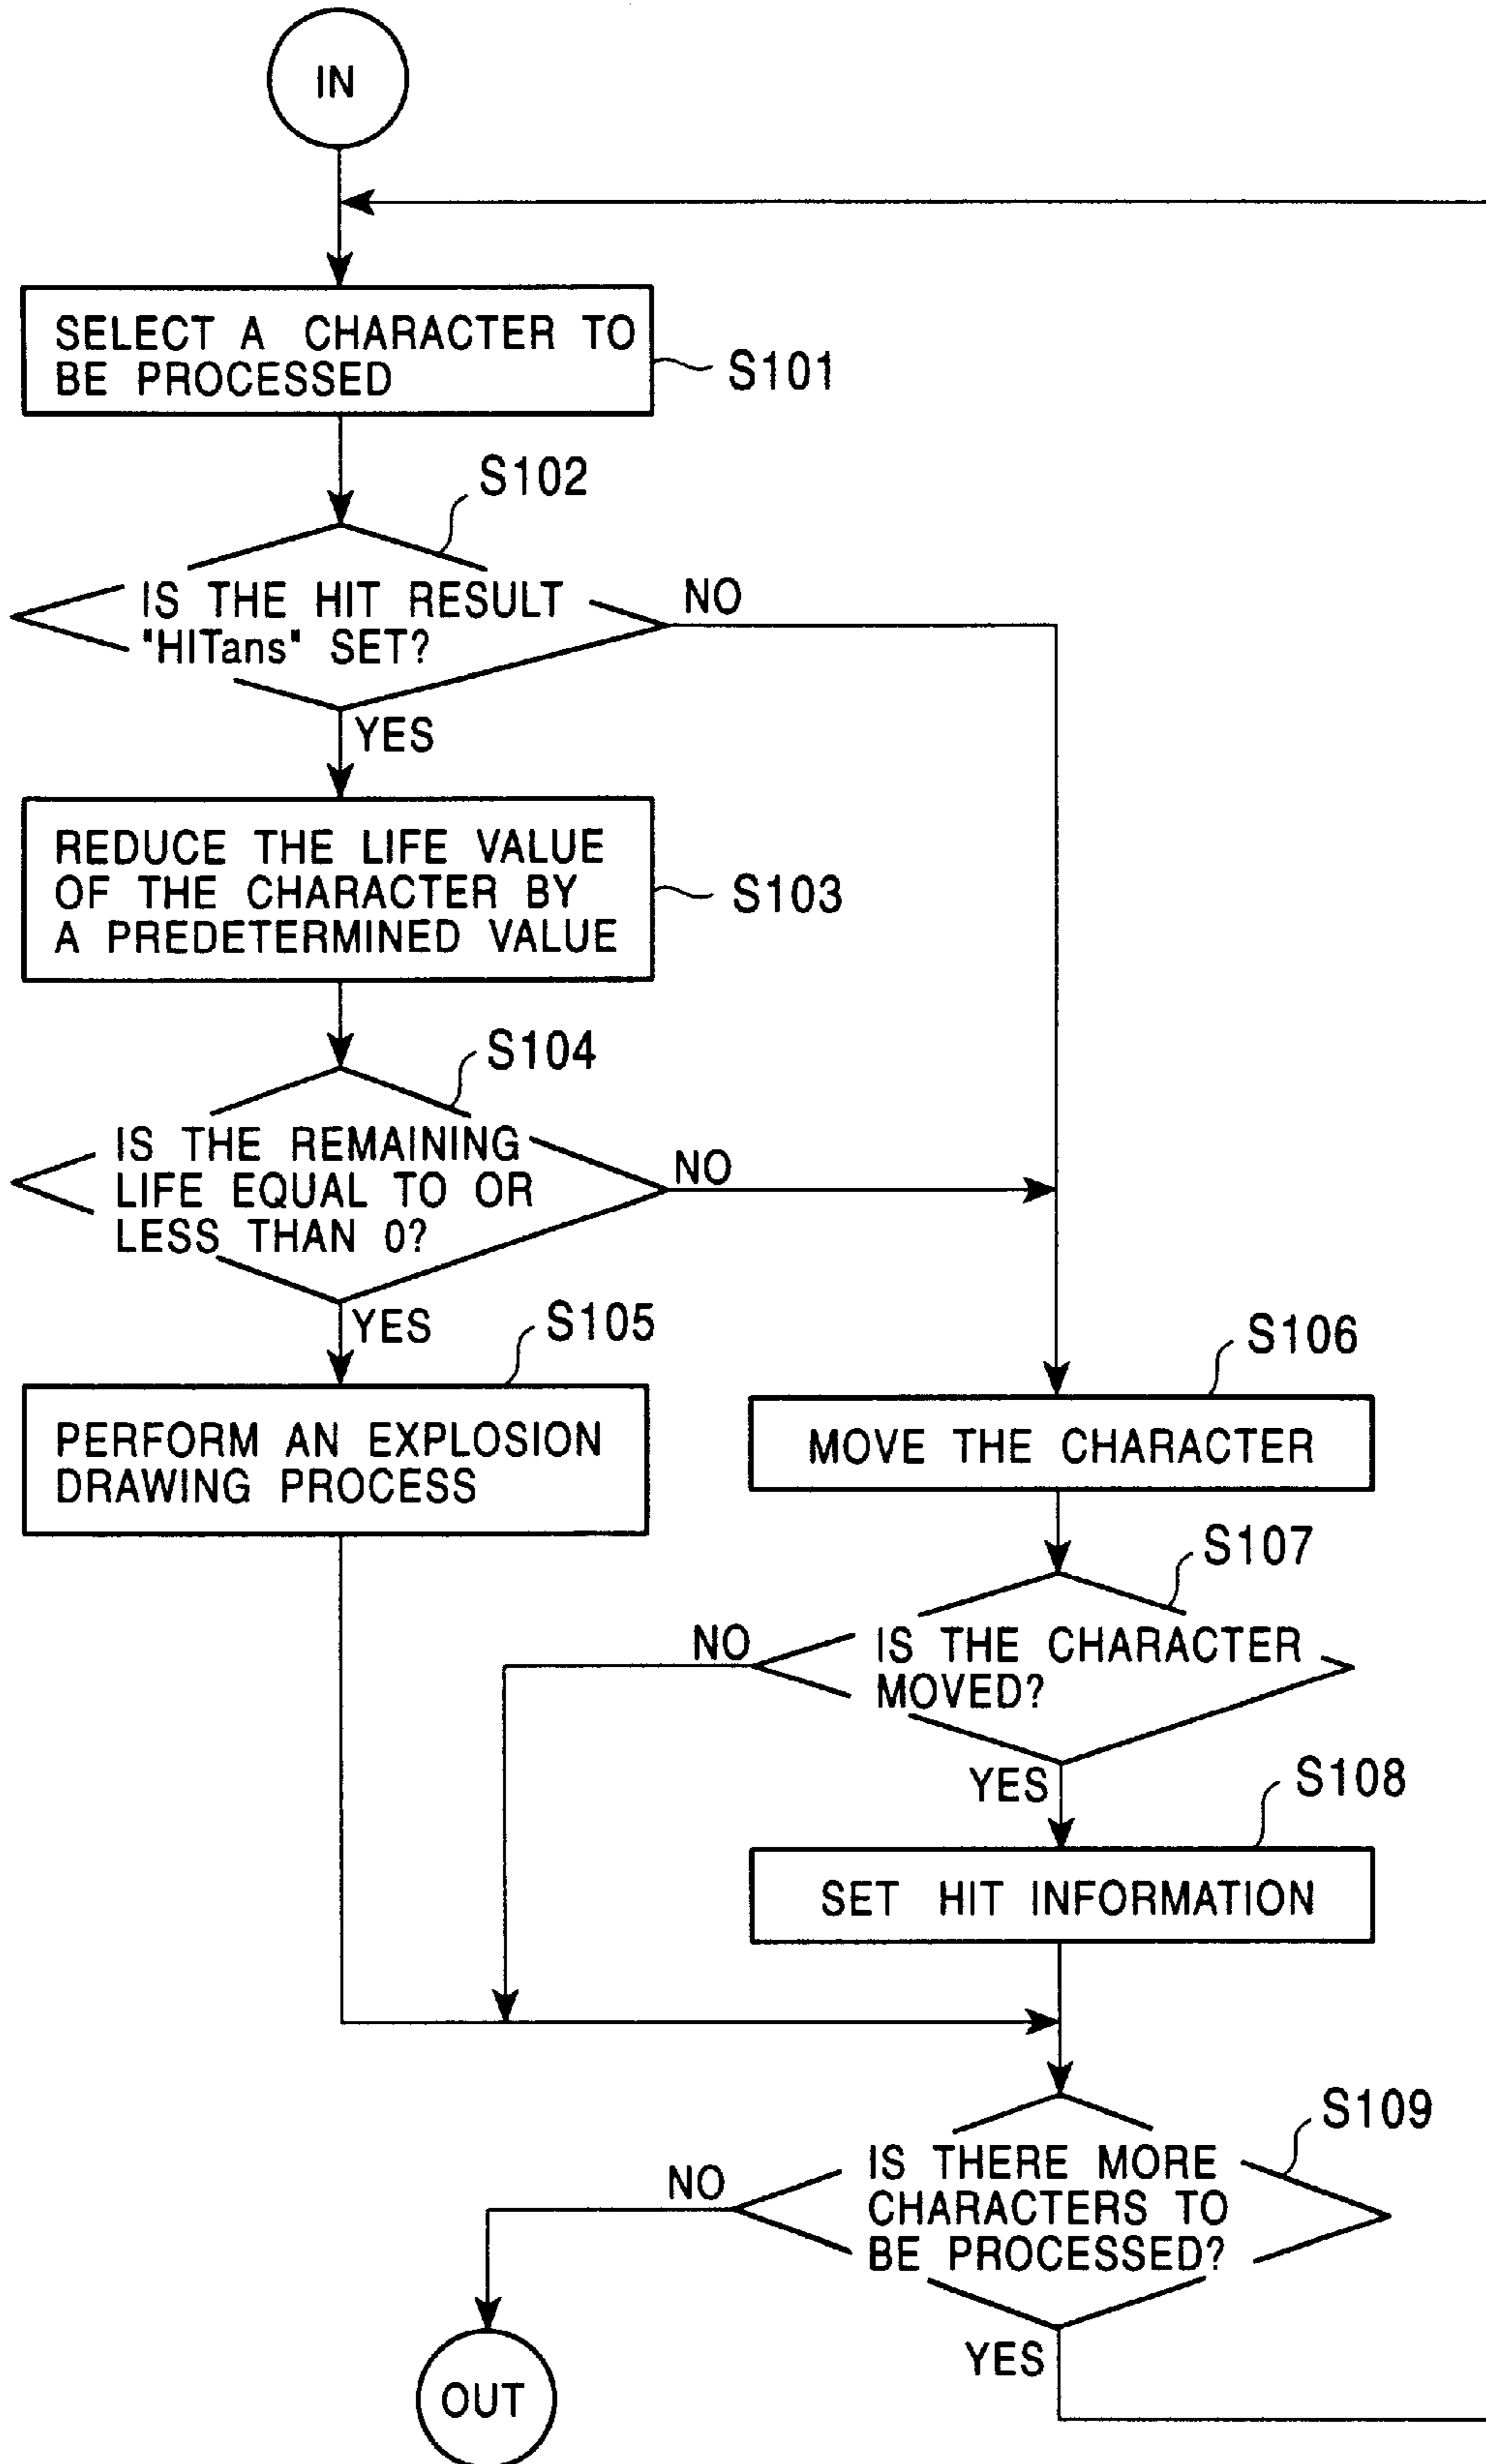 IN
SELECT A CHARACTER TO
BE PROCESSED
S101
S102
IS THE HIT RESULT
"HITans" SET?
NO
YES
REDUCE THE LIFE VALUE
OF THE CHARACTER BY
A PREDETERMINED VALUE
S103
S104
IS THE REMAINING
LIFE EQUAL TO OR
LESS THAN 0?
NO
YES
S105
PERFORM AN EXPLOSION
DRAWING PROCESS
S106
MOVE THE CHARACTER
S107
IS THE CHARACTER
MOVED?
NO
YES
S108
SET HIT INFORMATION
S109
IS THERE MORE
CHARACTERS TO
BE PROCESSED?
NO
YES
OUT